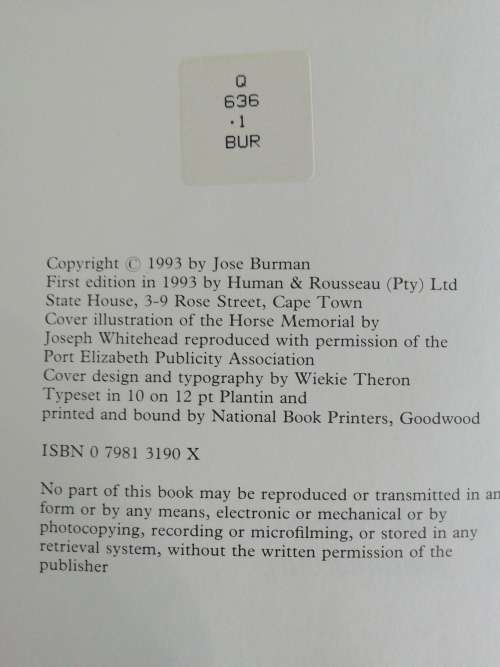 Q
636
.1
BUR
Copyright © 1993 by Jose Burman
First edition in 1993 by Human & Rousseau (Pty) Ltd
State House, 3-9 Rose Street, Cape Town
Cover illustration of the Horse Memorial by
Joseph Whitehead reproduced with permission of the
Port Elizabeth Publicity Association
Cover design and typography by Wiekie Theron
Typeset in 10 on 12 pt Plantin and
printed and bound by National Book Printers, Goodwood
ISBN 0 7981 3190 X
No part of this book may be reproduced or transmitted in
form or by any means, electronic or mechanical or by
photocopying, recording or microfilming, or stored in any
retrieval system, without the written permission of the
publisher